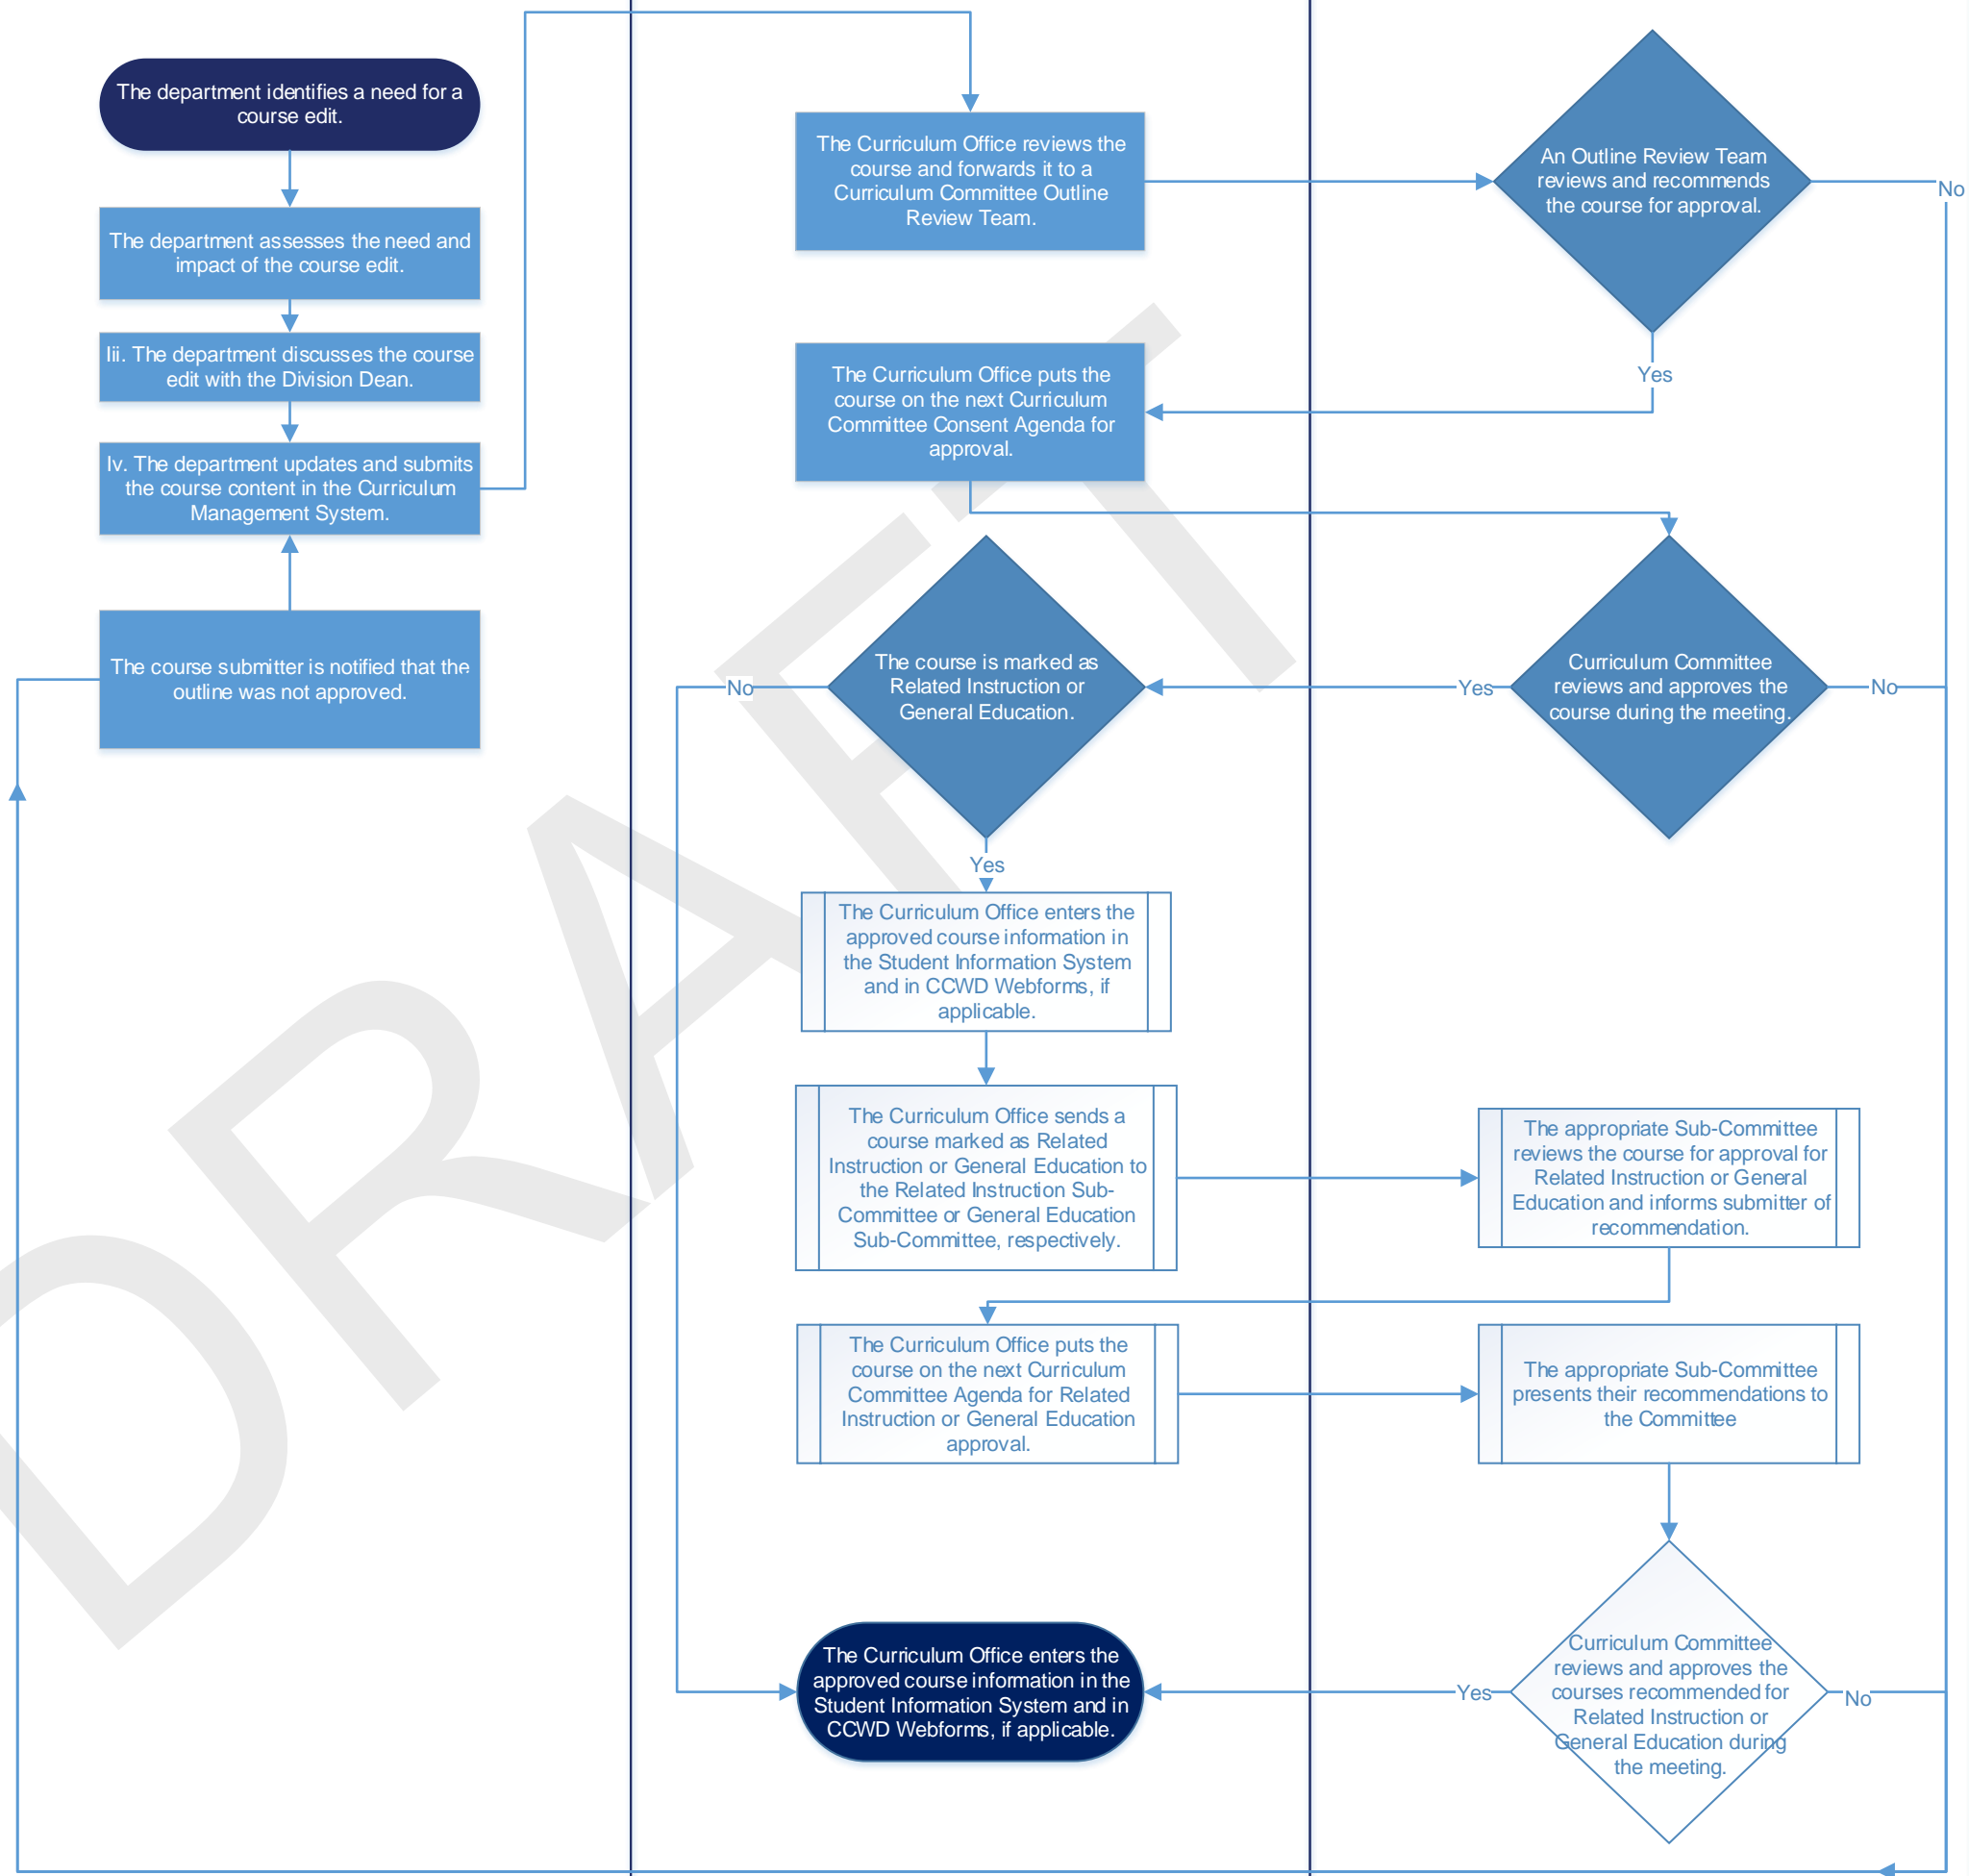 The department identifies a need for a
course edit.
The department assesses the need and
impact of the course edit.
Iii. The department discusses the course
edit with the Division Dean.
Iv. The department updates and submits
the course content in the Curriculum
Management System.
The course submitter is notified that the
outline was not approved.
The Curriculum Office reviews the
course and forwards it to a
Curriculum Committee Outline
Review Team.
An Outline Review Team
reviews and recommends
the course for approval.
No
Yes
The Curriculum Office puts the
course on the next Curriculum
Committee Consent Agenda for
approval.
Curriculum Committee
reviews and approves the
course during the meeting.
No
Yes
The course is marked as
Related Instruction or
General Education.
No
Yes
The Curriculum Office enters the
approved course information in
the Student Information System
and in CCWD Webforms, if
applicable.
The Curriculum Office sends a
course marked as Related
Instruction or General Education to
the Related Instruction Sub-
Committee or General Education
Sub-Committee, respectively.
The appropriate Sub-Committee
reviews the course for approval for
Related Instruction or General
Education and informs submitter of
recommendation.
The Curriculum Office puts the
course on the next Curriculum
Committee Agenda for Related
Instruction or General Education
approval.
The appropriate Sub-Committee
presents their recommendations to
the Committee
Curriculum Committee
reviews and approves the
courses recommended for
Related Instruction or
General Education during
the meeting.
No
Yes
The Curriculum Office enters the
approved course information in the
Student Information System and in
CCWD Webforms, if applicable.
DRAFT